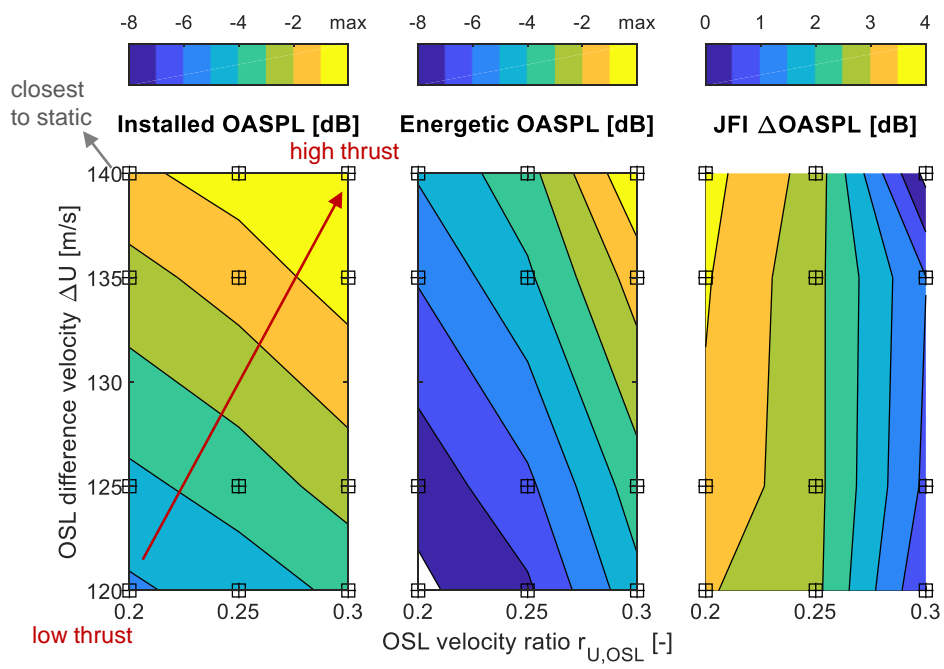 -8 -6 -4 -2 max
-8 -6 -4 -2 max
0 1 2 3 4
closest
to static
Installed OASPL [dB]
Energetic OASPL [dB]
JFI ΔOASPL [dB]
high thrust
140
135
130
125
120
OSL difference velocity ΔU [m/s]
0.2 0.25 0.3
0.2 0.25 0.3
0.2 0.25 0.3
low thrust
OSL velocity ratio r_U,OSL [-]